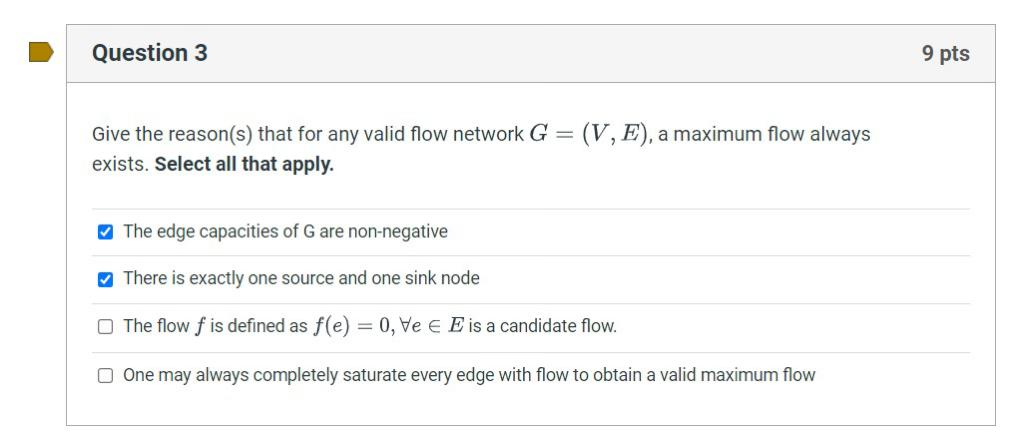 Question 3
9 pts
Give the reason(s) that for any valid flow network G = (V, E), a maximum flow always
exists. Select all that apply.
The edge capacities of G are non-negative
There is exactly one source and one sink node
The flow f is defined as f(e) = 0, ∀e ∈ E is a candidate flow.
One may always completely saturate every edge with flow to obtain a valid maximum flow